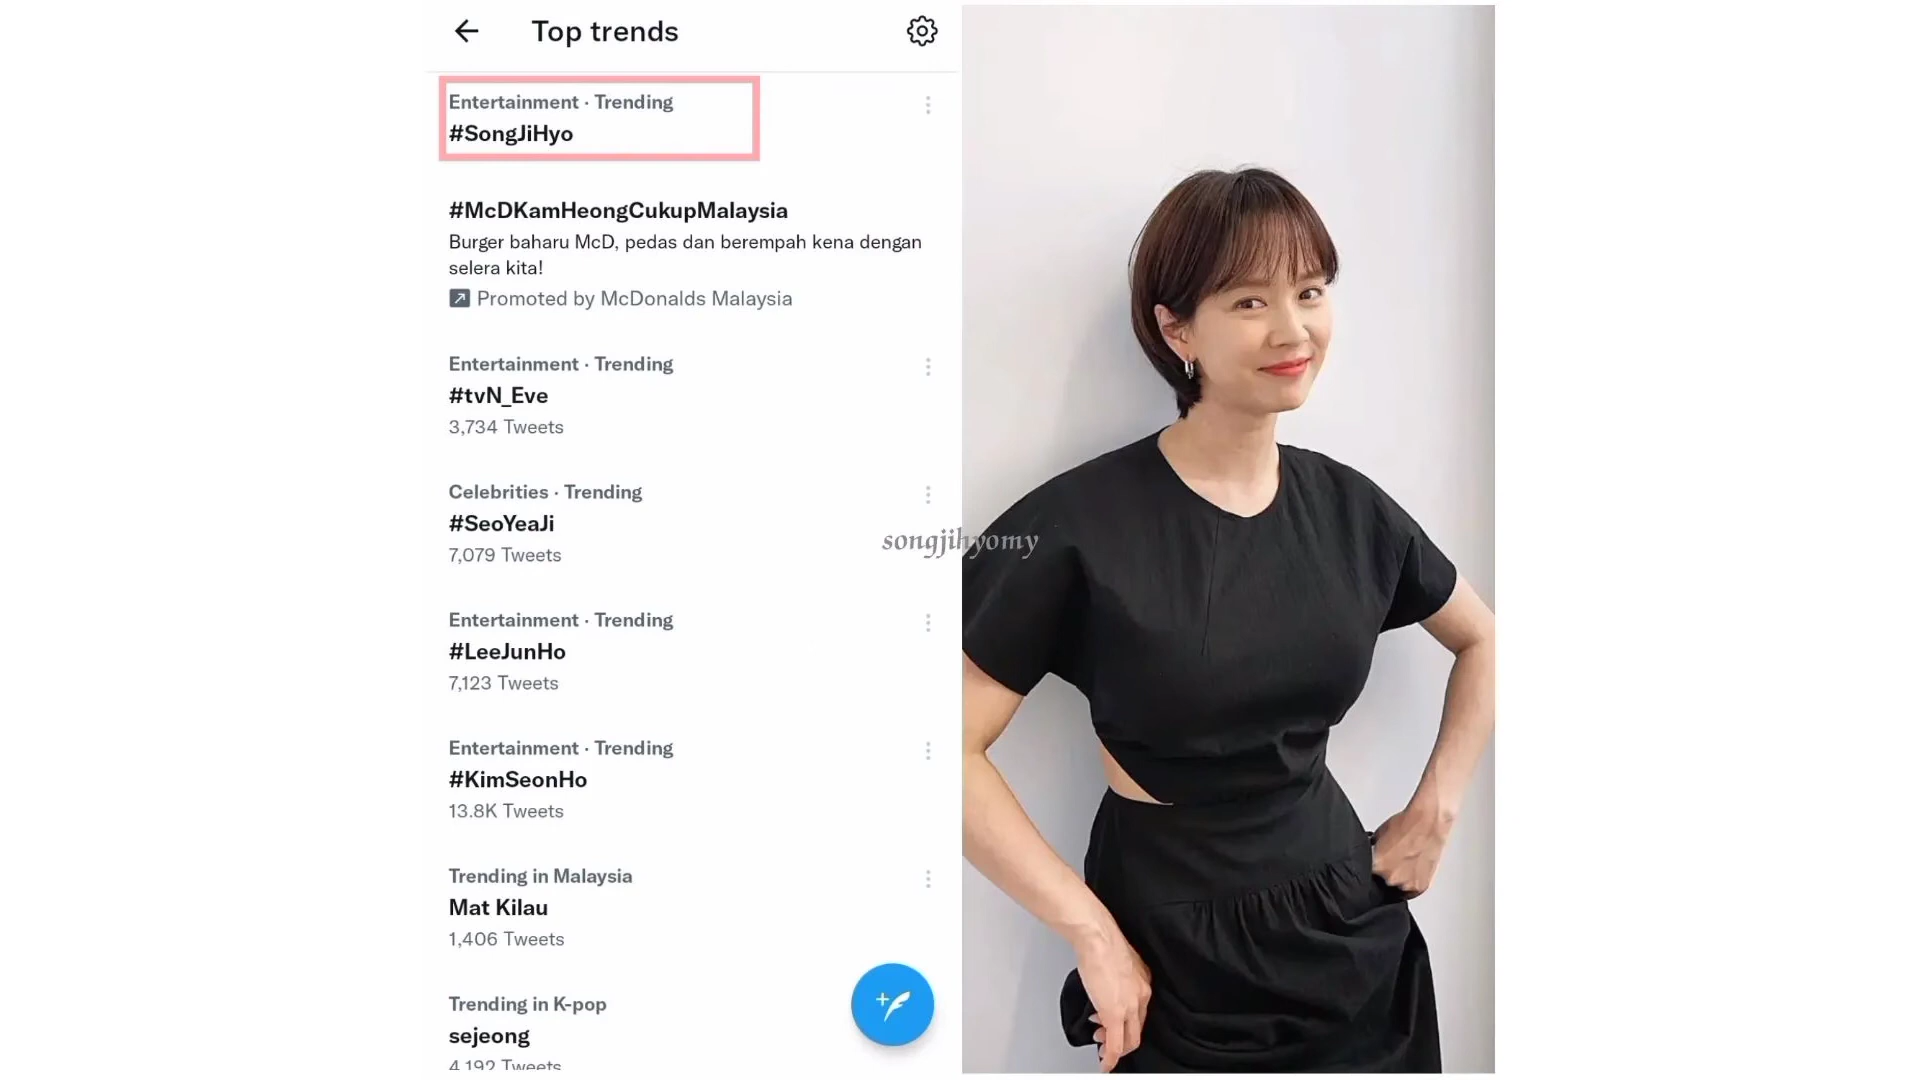 Top trends
Entertainment · Trending
#SongJiHyo
#McDKamHeongCukupMalaysia
Burger baharu McD, pedas dan berempah kena dengan
selera kita!
Promoted by McDonalds Malaysia
Entertainment · Trending
#tvN_Eve
3,734 Tweets
Celebrities · Trending
#SeoYeaJi
7,079 Tweets
songjihyomy
Entertainment · Trending
#LeeJunHo
7,123 Tweets
Entertainment · Trending
#KimSeonHo
13.8K Tweets
Trending in Malaysia
Mat Kilau
1,406 Tweets
Trending in K-pop
sejeong
4,192 Tweets